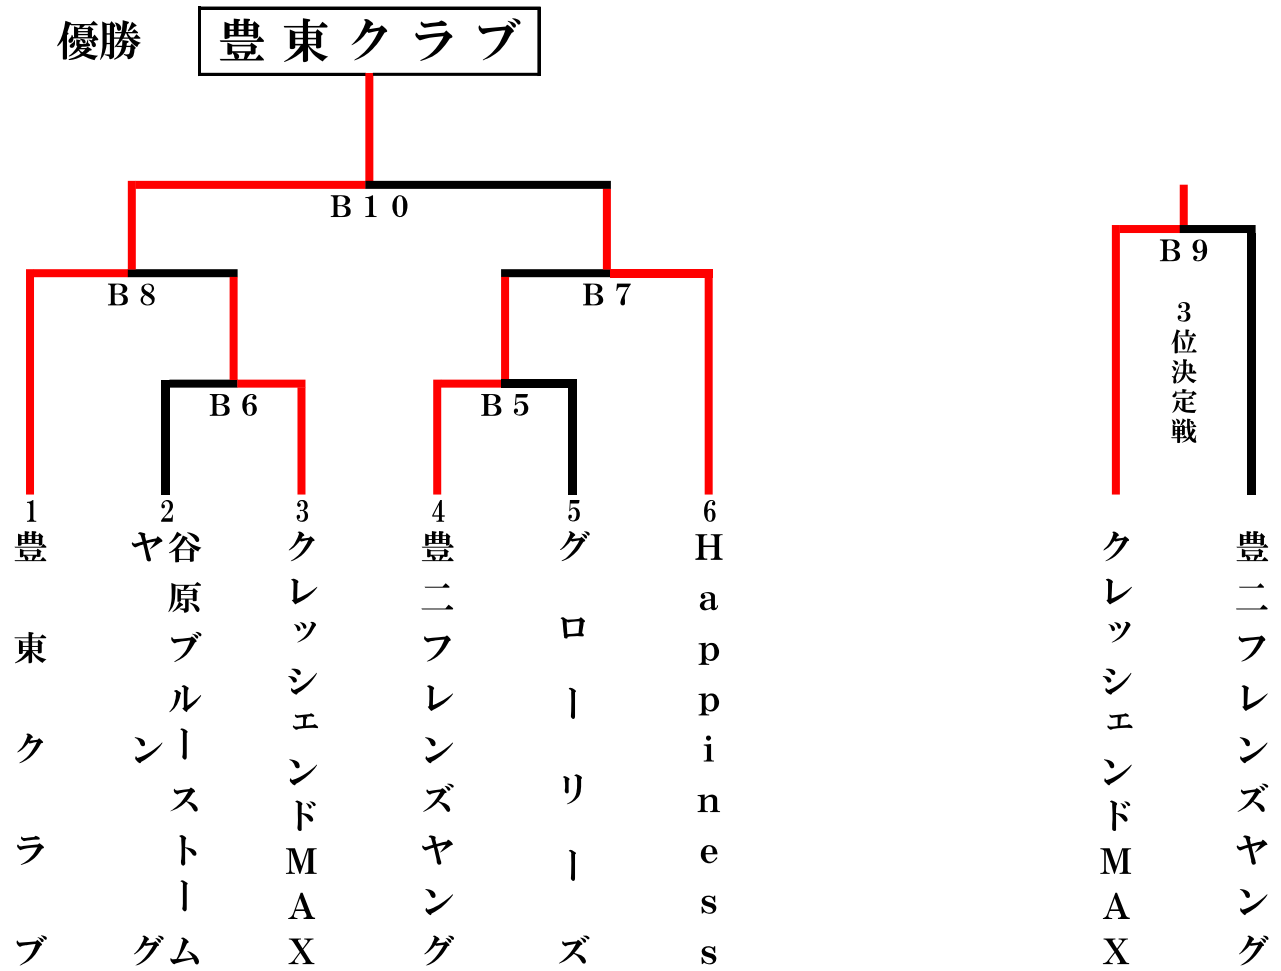 優勝
豊東クラブ
B10
B9
B8
B7
3位決定戦
B6
B5
1
2
3
4
5
6
豊東クラブ
谷原ブルーストーム
ヤング
クレッシェンドMAX
豊二フレンズヤング
グローリーズ
Happiness
クレッシェンドMAX
豊二フレンズヤング